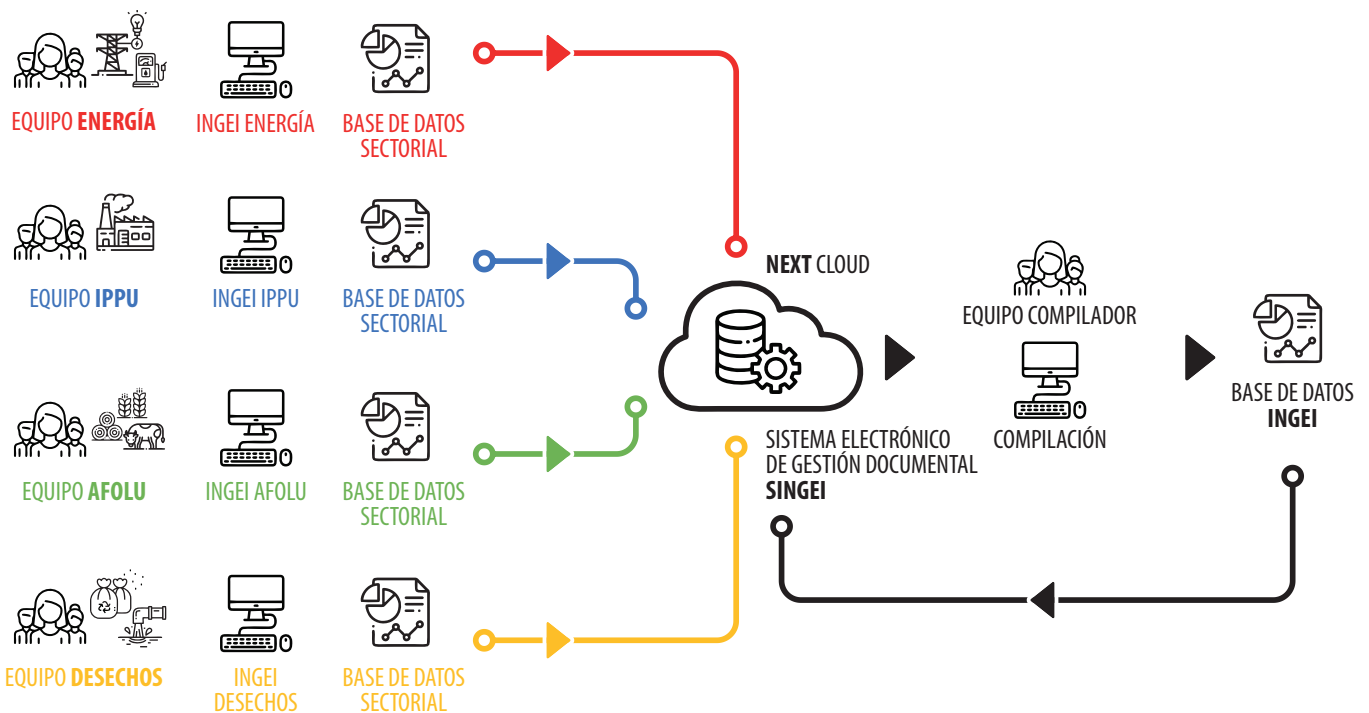 EQUIPO ENERGÍA
INGEI ENERGÍA
BASE DE DATOS
SECTORIAL
EQUIPO IPPU
INGEI IPPU
BASE DE DATOS
SECTORIAL
EQUIPO AFOLU
INGEI AFOLU
BASE DE DATOS
SECTORIAL
EQUIPO DESECHOS
INGEI
DESECHOS
BASE DE DATOS
SECTORIAL
NEXT CLOUD
SISTEMA ELECTRÓNICO
DE GESTIÓN DOCUMENTAL
SINGEI
EQUIPO COMPILADOR
COMPILACIÓN
BASE DE DATOS
INGEI